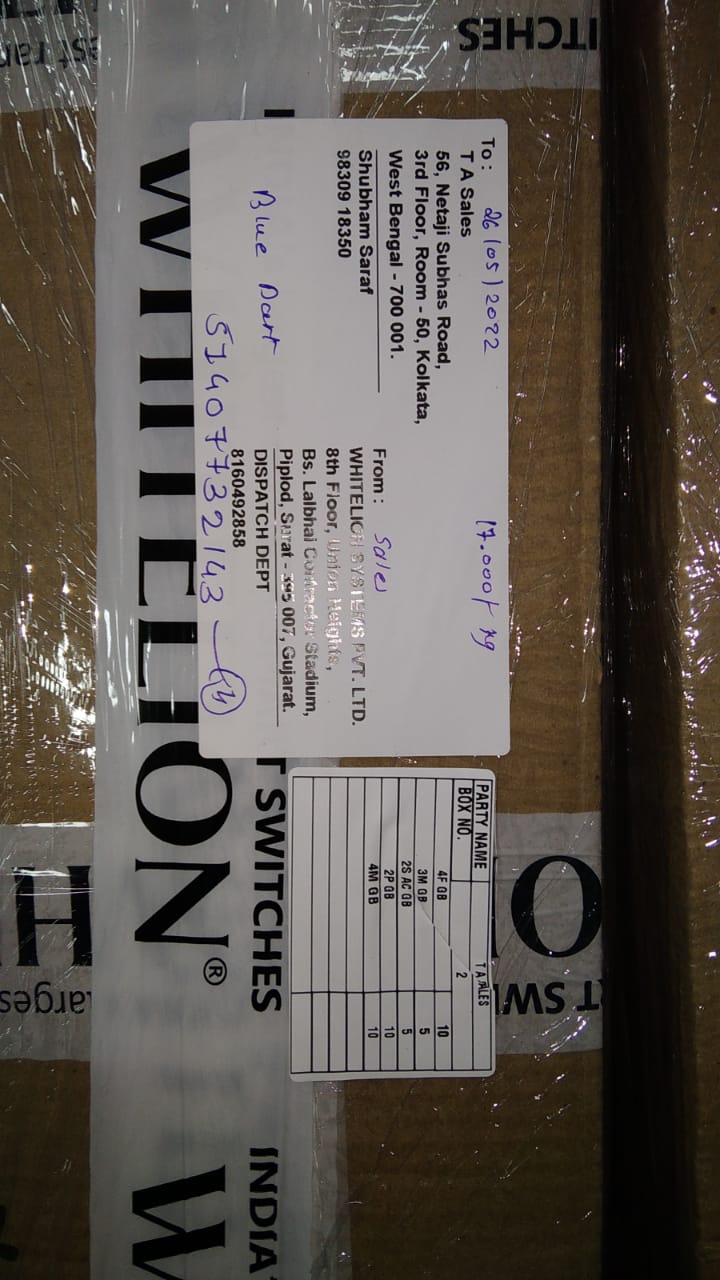 To : 26/05/2022
T A Sales
56, Netaji Subhas Road,
3rd Floor, Room - 50, Kolkata,
West Bengal - 700 001.
Shubham Saraf
98309 18350
Blue Dart
51407732143
17.000/ kg
From : Sales
WHITELION SYSTEMS PVT. LTD.
8th Floor, Union Heights,
Bs. Lalbhai Contractor Stadium,
Piplod, Surat - 395 007, Gujarat.
DISPATCH DEPT
8160492858
PARTY NAME T A SALES
BOX NO. 2
4F GB 10
3M GB 5
2S AC GB 5
2P GB 10
4M GB 10
WHITELION®
T SWITCHES
INDIA'
W
ITCHES
O
T SWI
H
larges
est ran